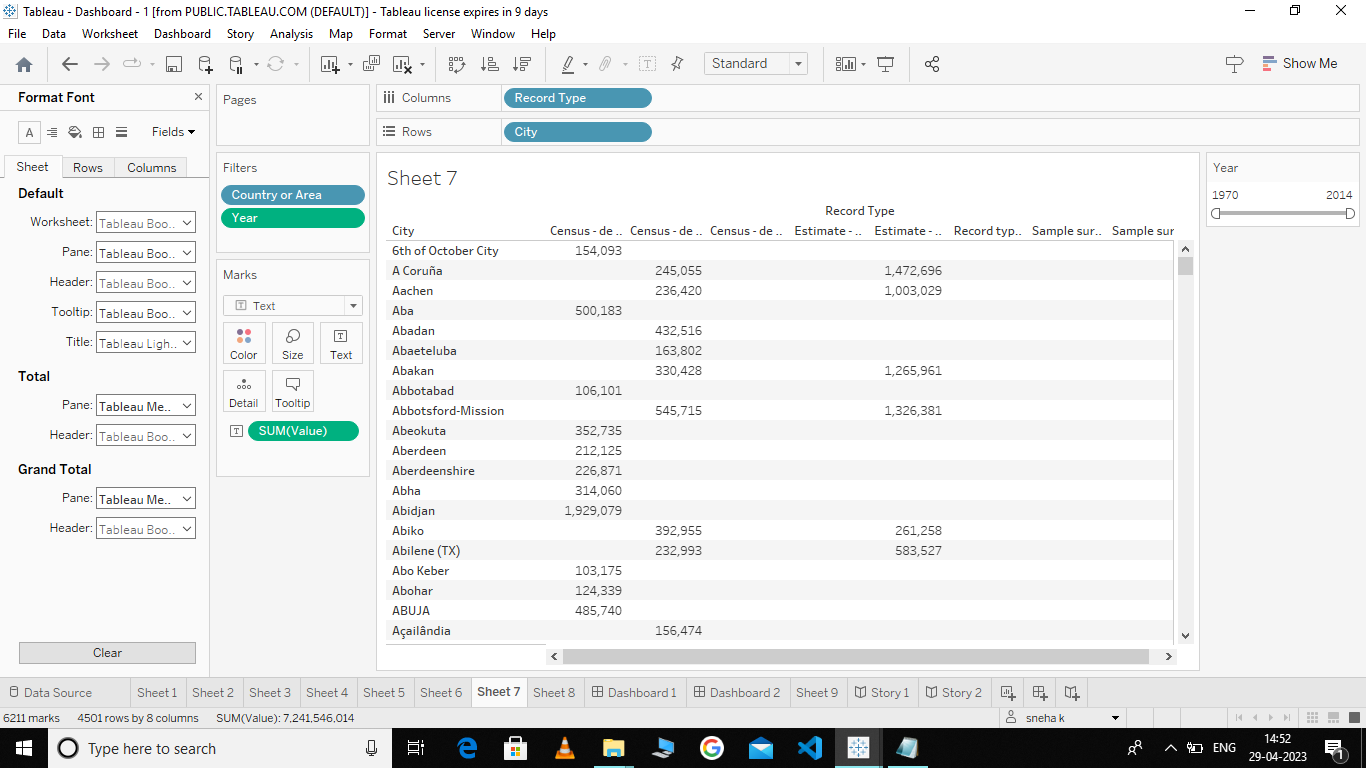 Tableau - Dashboard - 1 [from PUBLIC.TABLEAU.COM (DEFAULT)] - Tableau license expires in 9 days
File Data Worksheet Dashboard Story Analysis Map Format Server Window Help
Standard
Show Me
Format Font
A
Fields
Sheet Rows Columns
Default
Worksheet: Tableau Boo..
Pane: Tableau Boo..
Header: Tableau Boo..
Tooltip: Tableau Boo..
Title: Tableau Ligh..
Total
Pane: Tableau Me..
Header: Tableau Boo..
Grand Total
Pane: Tableau Me..
Header: Tableau Boo..
Clear
Pages
Filters
Country or Area
Year
Marks
T Text
Color Size Text
Detail Tooltip
T SUM(Value)
Columns Record Type
Rows City
Sheet 7
Record Type
City Census - de .. Census - de .. Census - de .. Estimate - .. Estimate - .. Record typ.. Sample sur.. Sample sur
6th of October City 154,093
A Coruña 245,055 1,472,696
Aachen 236,420 1,003,029
Aba 500,183
Abadan 432,516
Abaeteluba 163,802
Abakan 330,428 1,265,961
Abbotabad 106,101
Abbotsford-Mission 545,715 1,326,381
Abeokuta 352,735
Aberdeen 212,125
Aberdeenshire 226,871
Abha 314,060
Abidjan 1,929,079
Abiko 392,955 261,258
Abilene (TX) 232,993 583,527
Abo Keber 103,175
Abohar 124,339
ABUJA 485,740
Açailândia 156,474
Year
1970 2014
Data Source Sheet 1 Sheet 2 Sheet 3 Sheet 4 Sheet 5 Sheet 6 Sheet 7 Sheet 8 Dashboard 1 Dashboard 2 Sheet 9 Story 1 Story 2
6211 marks 4501 rows by 8 columns SUM(Value): 7,241,546,014 sneha k
Type here to search
ENG
14:52
29-04-2023
1